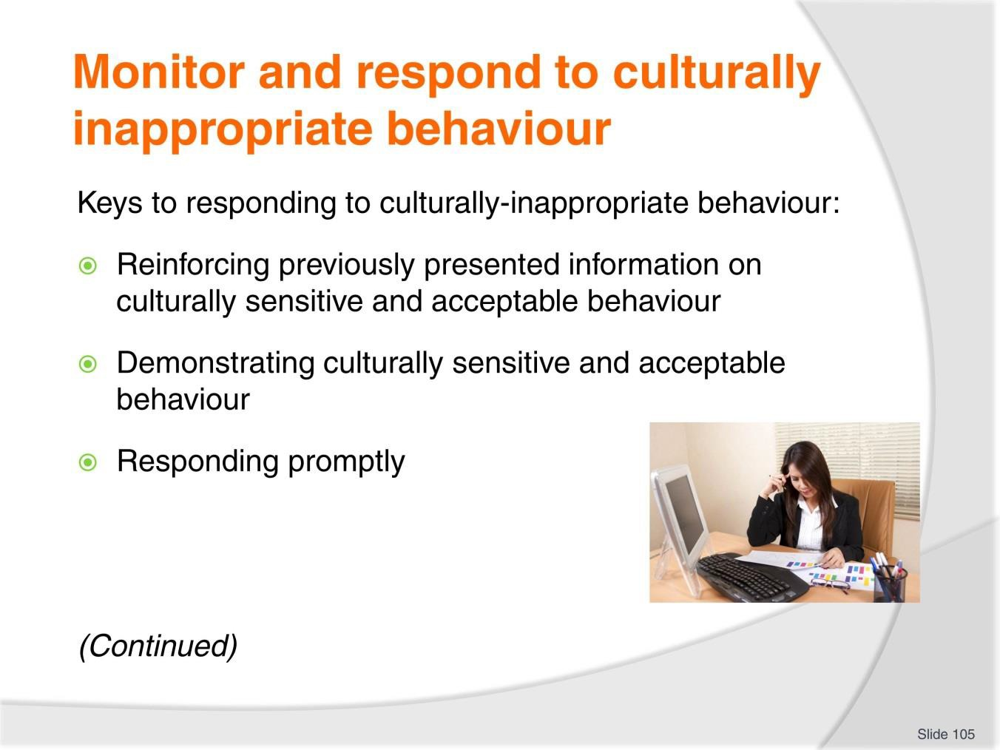 Monitor and respond to culturally
inappropriate behaviour
Keys to responding to culturally-inappropriate behaviour:
Reinforcing previously presented information on
culturally sensitive and acceptable behaviour
Demonstrating culturally sensitive and acceptable
behaviour
Responding promptly
(Continued)
Slide 105